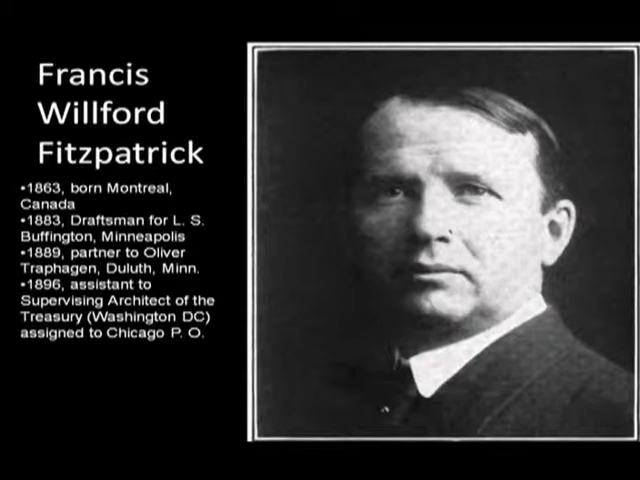 Francis
Willford
Fitzpatrick
•1863, born Montreal,
Canada
•1883, Draftsman for L. S.
Buffington, Minneapolis
•1889, partner to Oliver
Traphagen, Duluth, Minn.
•1896, assistant to
Supervising Architect of the
Treasury (Washington DC)
assigned to Chicago P. O.